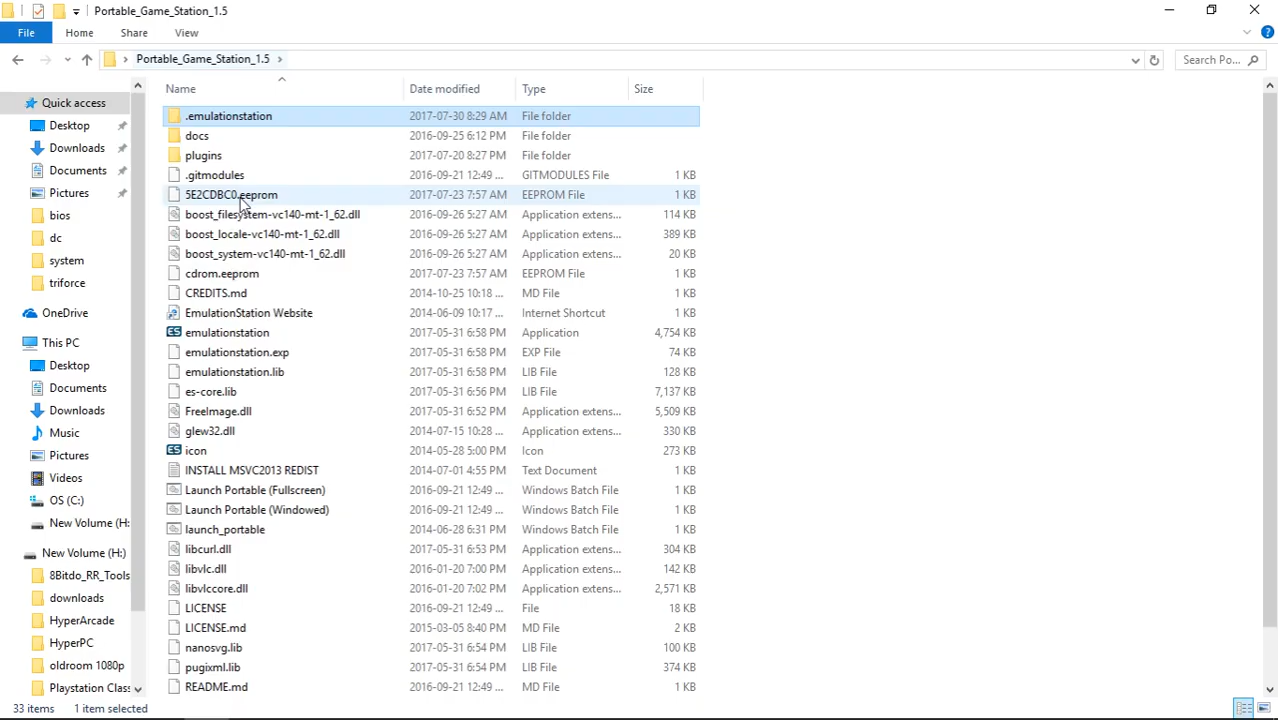 Portable_Game_Station_1.5
File Home Share View
Portable_Game_Station_1.5
Search Po...
Name Date modified Type Size
Quick access
Desktop
Downloads
Documents
Pictures
bios
dc
system
triforce
OneDrive
This PC
Desktop
Documents
Downloads
Music
Pictures
Videos
OS (C:)
New Volume (H:
New Volume (H:)
8Bitdo_RR_Tools
downloads
HyperArcade
HyperPC
oldroom 1080p
Playstation Class
.emulationstation 2017-07-30 8:29 AM File folder
docs 2016-09-25 6:12 PM File folder
plugins 2017-07-20 8:27 PM File folder
.gitmodules 2016-09-21 12:49 ... GITMODULES File 1 KB
5E2CDBC0.eeprom 2017-07-23 7:57 AM EEPROM File 1 KB
boost_filesystem-vc140-mt-1_62.dll 2016-09-26 5:27 AM Application extens... 114 KB
boost_locale-vc140-mt-1_62.dll 2016-09-26 5:27 AM Application extens... 389 KB
boost_system-vc140-mt-1_62.dll 2016-09-26 5:27 AM Application extens... 20 KB
cdrom.eeprom 2017-07-23 7:57 AM EEPROM File 1 KB
CREDITS.md 2014-10-25 10:18 ... MD File 1 KB
EmulationStation Website 2014-06-09 10:17 ... Internet Shortcut 1 KB
emulationstation 2017-05-31 6:58 PM Application 4,754 KB
emulationstation.exp 2017-05-31 6:58 PM EXP File 74 KB
emulationstation.lib 2017-05-31 6:58 PM LIB File 128 KB
es-core.lib 2017-05-31 6:56 PM LIB File 7,137 KB
FreeImage.dll 2017-05-31 6:52 PM Application extens... 5,509 KB
glew32.dll 2014-07-15 10:28 ... Application extens... 330 KB
icon 2014-05-28 5:00 PM Icon 273 KB
INSTALL MSVC2013 REDIST 2014-07-01 4:55 PM Text Document 1 KB
Launch Portable (Fullscreen) 2016-09-21 12:49 ... Windows Batch File 1 KB
Launch Portable (Windowed) 2016-09-21 12:49 ... Windows Batch File 1 KB
launch_portable 2014-06-28 6:31 PM Windows Batch File 1 KB
libcurl.dll 2017-05-31 6:53 PM Application extens... 304 KB
libvlc.dll 2016-01-20 7:00 PM Application extens... 142 KB
libvlccore.dll 2016-01-20 7:02 PM Application extens... 2,571 KB
LICENSE 2016-09-21 12:49 ... File 18 KB
LICENSE.md 2015-03-05 8:40 PM MD File 2 KB
nanosvg.lib 2017-05-31 6:54 PM LIB File 100 KB
pugixml.lib 2017-05-31 6:54 PM LIB File 374 KB
README.md 2016-09-21 12:49 ... MD File 1 KB
33 items 1 item selected